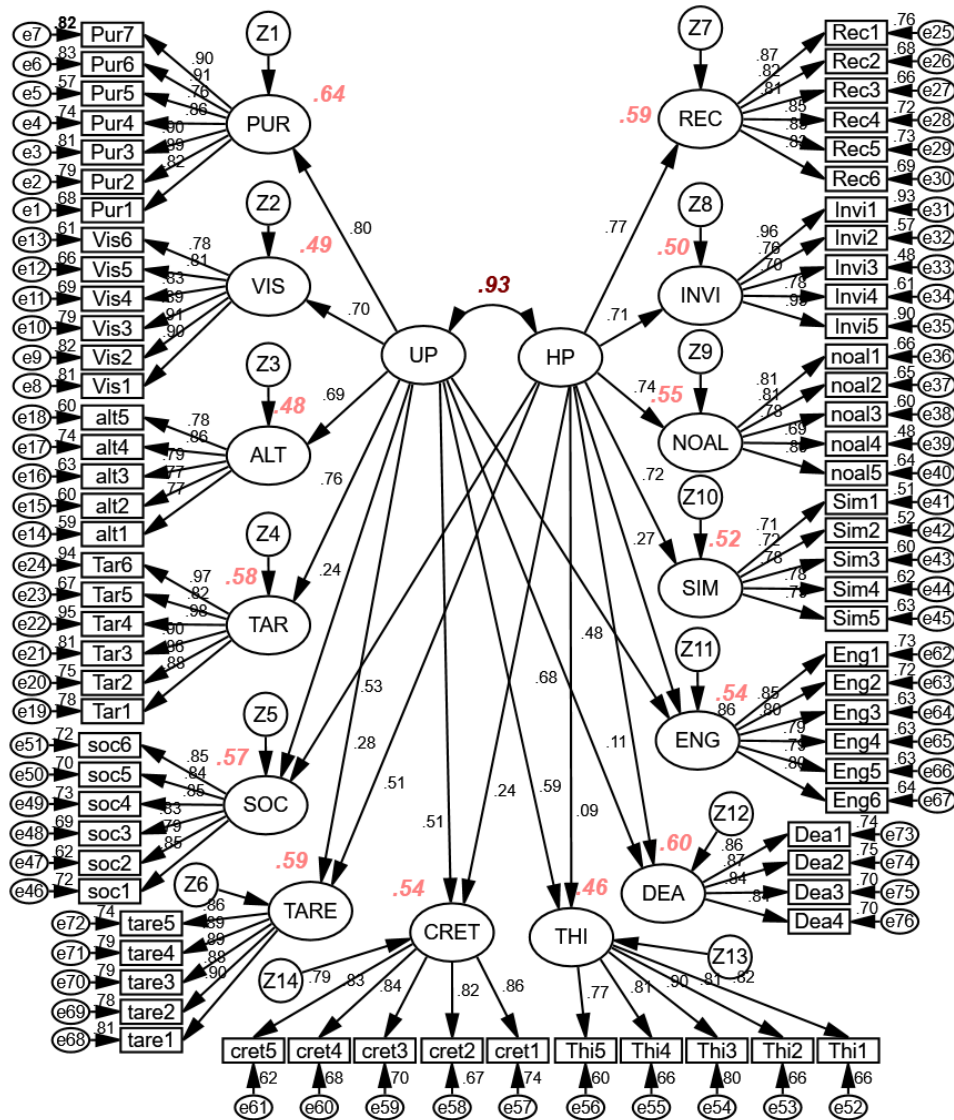 e7 .82 Pur7
e6 .83 Pur6
e5 .57 Pur5
e4 .74 Pur4
e3 .81 Pur3
e2 .79 Pur2
e1 .68 Pur1
.90
.91
.76
.86
.82
Z1
PUR
.64
e13 .61 Vis6
e12 .66 Vis5
e11 .69 Vis4
e10 .79 Vis3
e9 .82 Vis2
e8 .81 Vis1
.78
.81
.83
.89
.91
.90
Z2
VIS
.49
e18 .60 alt5
e17 .74 alt4
e16 .63 alt3
e15 .60 alt2
e14 .59 alt1
.78
.86
.79
.77
.77
Z3
ALT
.48
e24 .94 Tar6
e23 .67 Tar5
e22 .95 Tar4
e21 .81 Tar3
e20 .75 Tar2
e19 .78 Tar1
.97
.82
.98
.90
.86
.88
Z4
TAR
.58
e51 .72 soc6
e50 .70 soc5
e49 .73 soc4
e48 .69 soc3
e47 .62 soc2
e46 .72 soc1
.85
.84
.85
.83
.79
.85
Z5
SOC
.57
e72 .74 tare5
e71 .79 tare4
e70 .79 tare3
e69 .78 tare2
e68 .81 tare1
.86
.89
.89
.88
.90
Z6
TARE
.59
UP
.93
HP
.80
.70
.69
.76
.24
.53
.28
.51
.51
.24
.59
.68
.09
.11
.48
.27
.72
.74
.71
.77
Z7
REC
.59
.87
.82
.81
.85
Rec1 .76 e25
Rec2 .68 e26
Rec3 .66 e27
Rec4 .72 e28
Rec5 .73 e29
Rec6 .69 e30
Z8
INVI
.50
.96
.76
.70
.78
Invi1 .93 e31
Invi2 .57 e32
Invi3 .48 e33
Invi4 .61 e34
Invi5 .90 e35
Z9
NOAL
.55
.81
.81
.78
.69
noal1 .66 e36
noal2 .65 e37
noal3 .60 e38
noal4 .48 e39
noal5 .64 e40
Z10
SIM
.52
.71
.72
.78
.78
Sim1 .51 e41
Sim2 .52 e42
Sim3 .60 e43
Sim4 .62 e44
Sim5 .63 e45
Z11
ENG
.54
.85
.86
.80
.79
.79
Eng1 .73 e62
Eng2 .72 e63
Eng3 .63 e64
Eng4 .63 e65
Eng5 .63 e66
Eng6 .64 e67
Z12
DEA
.60
.86
.87
.84
.84
Dea1 .74 e73
Dea2 .75 e74
Dea3 .70 e75
Dea4 .70 e76
Z14
CRET
.54
.79
.83
.84
.82
.86
cret5 cret4 cret3 cret2 cret1
.62 .68 .70 .67 .74
e61 e60 e59 e58 e57
Z13
THI
.46
.77
.81
.90
.81
.82
Thi5 Thi4 Thi3 Thi2 Thi1
.60 .66 .80 .66 .66
e56 e55 e54 e53 e52